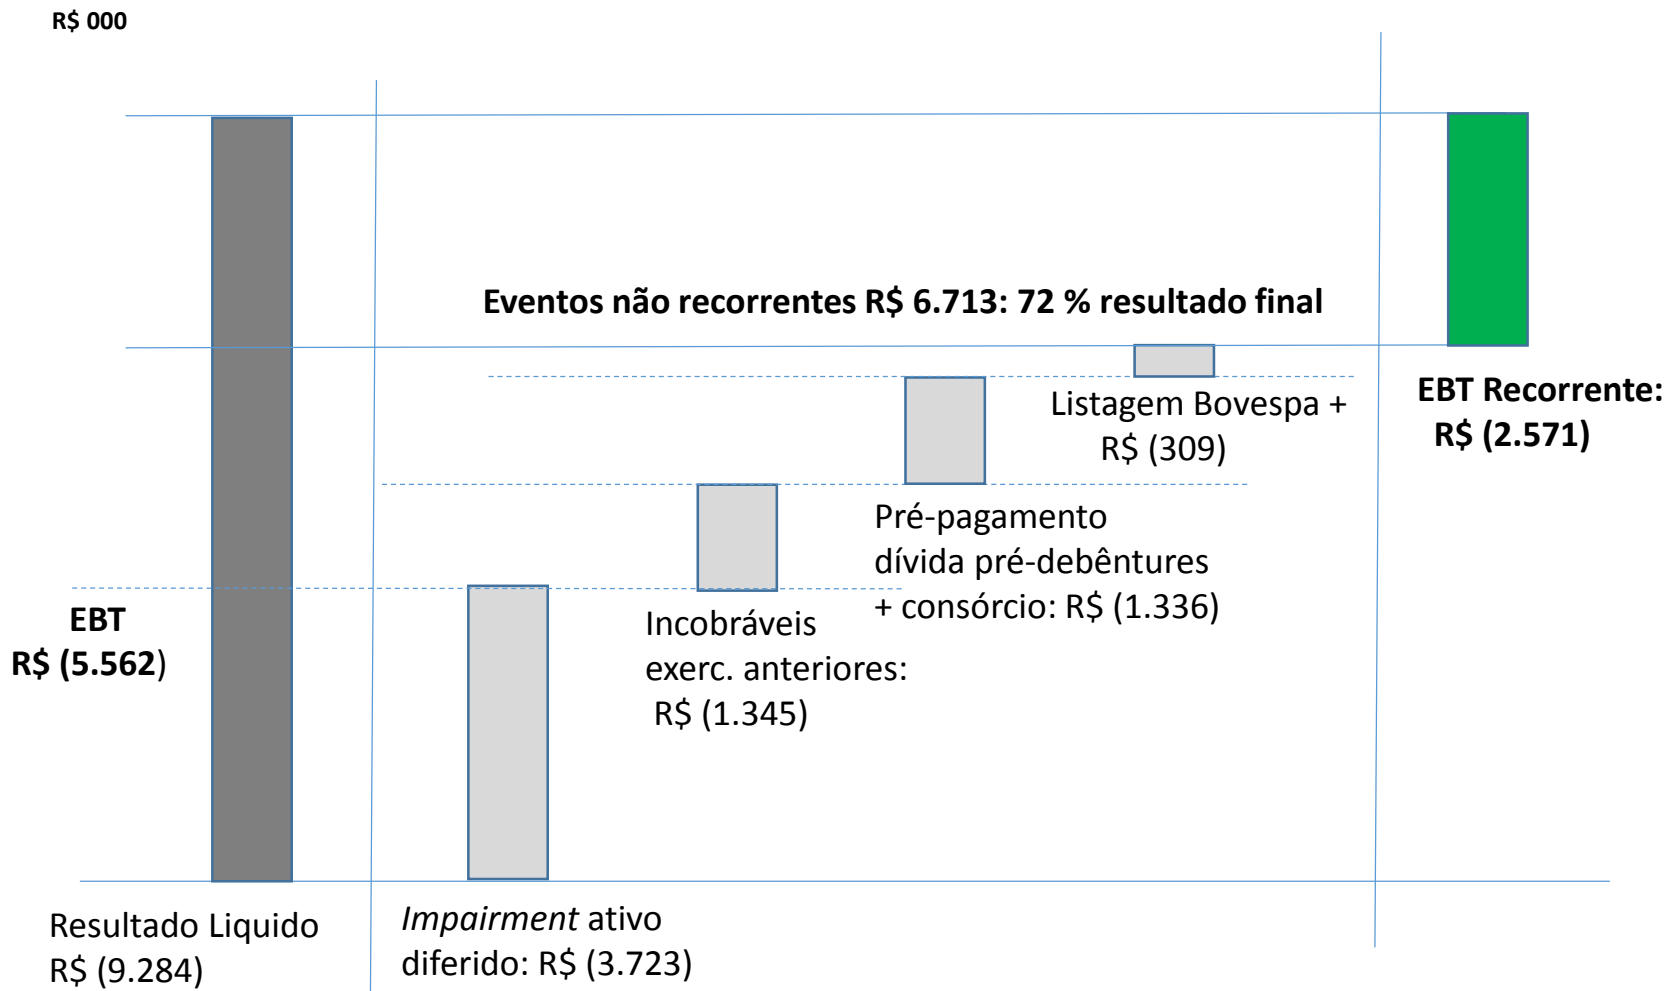 R$ 000
Eventos não recorrentes R$ 6.713: 72 % resultado final
EBT Recorrente:
R$ (2.571)
Listagem Bovespa +
R$ (309)
Pré-pagamento
dívida pré-debêntures
+ consórcio: R$ (1.336)
Incobráveis
exerc. anteriores:
R$ (1.345)
EBT
R$ (5.562)
Resultado Liquido
R$ (9.284)
Impairment ativo
diferido: R$ (3.723)